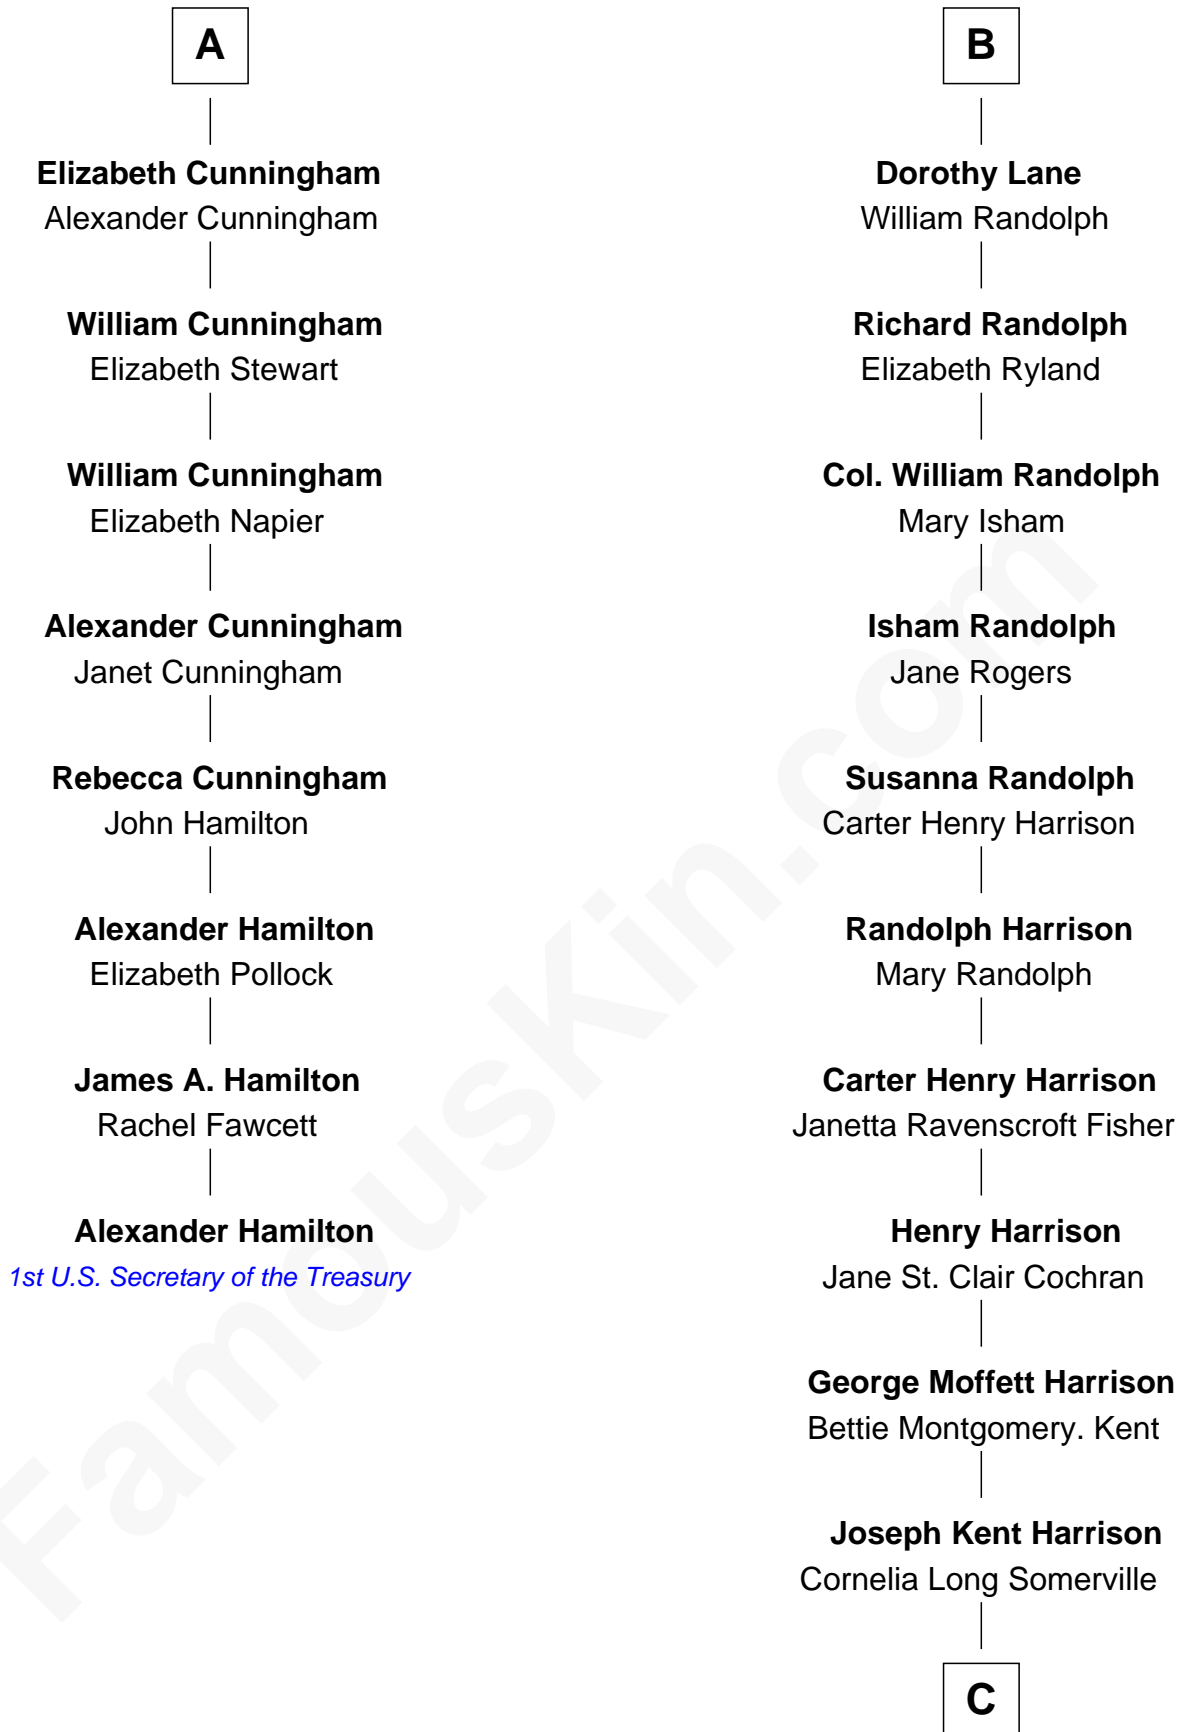 A
Elizabeth Cunningham
Alexander Cunningham
William Cunningham
Elizabeth Stewart
William Cunningham
Elizabeth Napier
Alexander Cunningham
Janet Cunningham
Rebecca Cunningham
John Hamilton
Alexander Hamilton
Elizabeth Pollock
James A. Hamilton
Rachel Fawcett
Alexander Hamilton
1st U.S. Secretary of the Treasury
B
Dorothy Lane
William Randolph
Richard Randolph
Elizabeth Ryland
Col. William Randolph
Mary Isham
Isham Randolph
Jane Rogers
Susanna Randolph
Carter Henry Harrison
Randolph Harrison
Mary Randolph
Carter Henry Harrison
Janetta Ravenscroft Fisher
Henry Harrison
Jane St. Clair Cochran
George Moffett Harrison
Bettie Montgomery. Kent
Joseph Kent Harrison
Cornelia Long Somerville
C
FamousKin.com